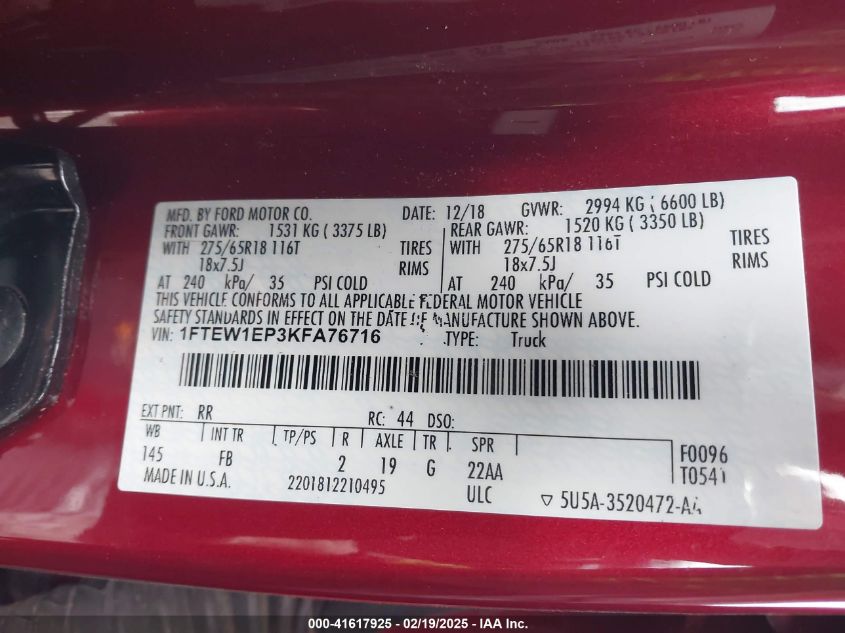 MFD. BY FORD MOTOR CO. DATE: 12/18 GVWR: 2994 KG ( 6600 LB)
FRONT GAWR: 1531 KG ( 3375 LB) REAR GAWR: 1520 KG ( 3350 LB)
WITH 275/65R18 116T TIRES WITH 275/65R18 116T TIRES
18x7.5J RIMS 18x7.5J RIMS
AT 240 kPa/ 35 PSI COLD AT 240 kPa/ 35 PSI COLD
THIS VEHICLE CONFORMS TO ALL APPLICABLE FEDERAL MOTOR VEHICLE
SAFETY STANDARDS IN EFFECT ON THE DATE OF MANUFACTURE SHOWN ABOVE.
VIN: 1FTEW1EP3KFA76716 TYPE: Truck
EXT PNT: RR RC: 44 DSO:
WB INT TR TP/PS R AXLE TR SPR
145 FB 2 19 G 22AA F0096
MADE IN U.S.A. ULC T0541
2201812210495 5U5A-3520472-AA
000-41617925 - 02/19/2025 - IAA Inc.